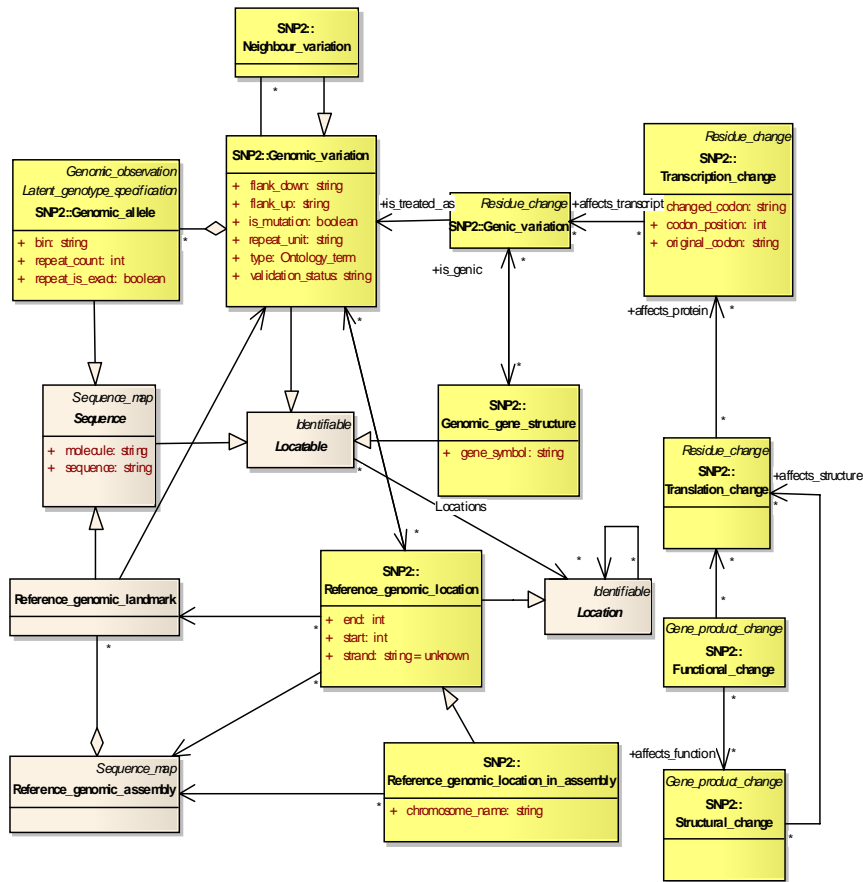 SNP2::
Neighbour_variation
*
SNP2::Genomic_variation
+ flank_down: string
+ flank_up: string
+ is_mutation: boolean
+ repeat_unit: string
+ type: Ontology_term
+ validation_status: string
*
Genomic_observation
Latent_genotype_specification
SNP2::Genomic_allele
+ bin: string
+ repeat_count: int
+ repeat_is_exact: boolean
*
+is_treated_as
*
Residue_change
SNP2::Genic_variation
*
*
+is_genic
+affects_transcript
*
Residue_change
SNP2::
Transcription_change
changed_codon: string
+ codon_position: int
+ original_codon: string
+affects_protein
*
*
Sequence_map
Sequence
+ molecule: string
+ sequence: string
Identifiable
Locatable
*
*
SNP2::
Genomic_gene_structure
+ gene_symbol: string
Residue_change
SNP2::
Translation_change
+affects_structure
*
*
*
Locations
*
*
*
*
Reference_genomic_landmark
*
SNP2::
Reference_genomic_location
+ end: int
+ start: int
+ strand: string = unknown
*
*
Identifiable
Location
Gene_product_change
SNP2::
Functional_change
*
+affects_function
*
Sequence_map
Reference_genomic_assembly
SNP2::
Reference_genomic_location_in_assembly
+ chromosome_name: string
*
Gene_product_change
SNP2::
Structural_change
*